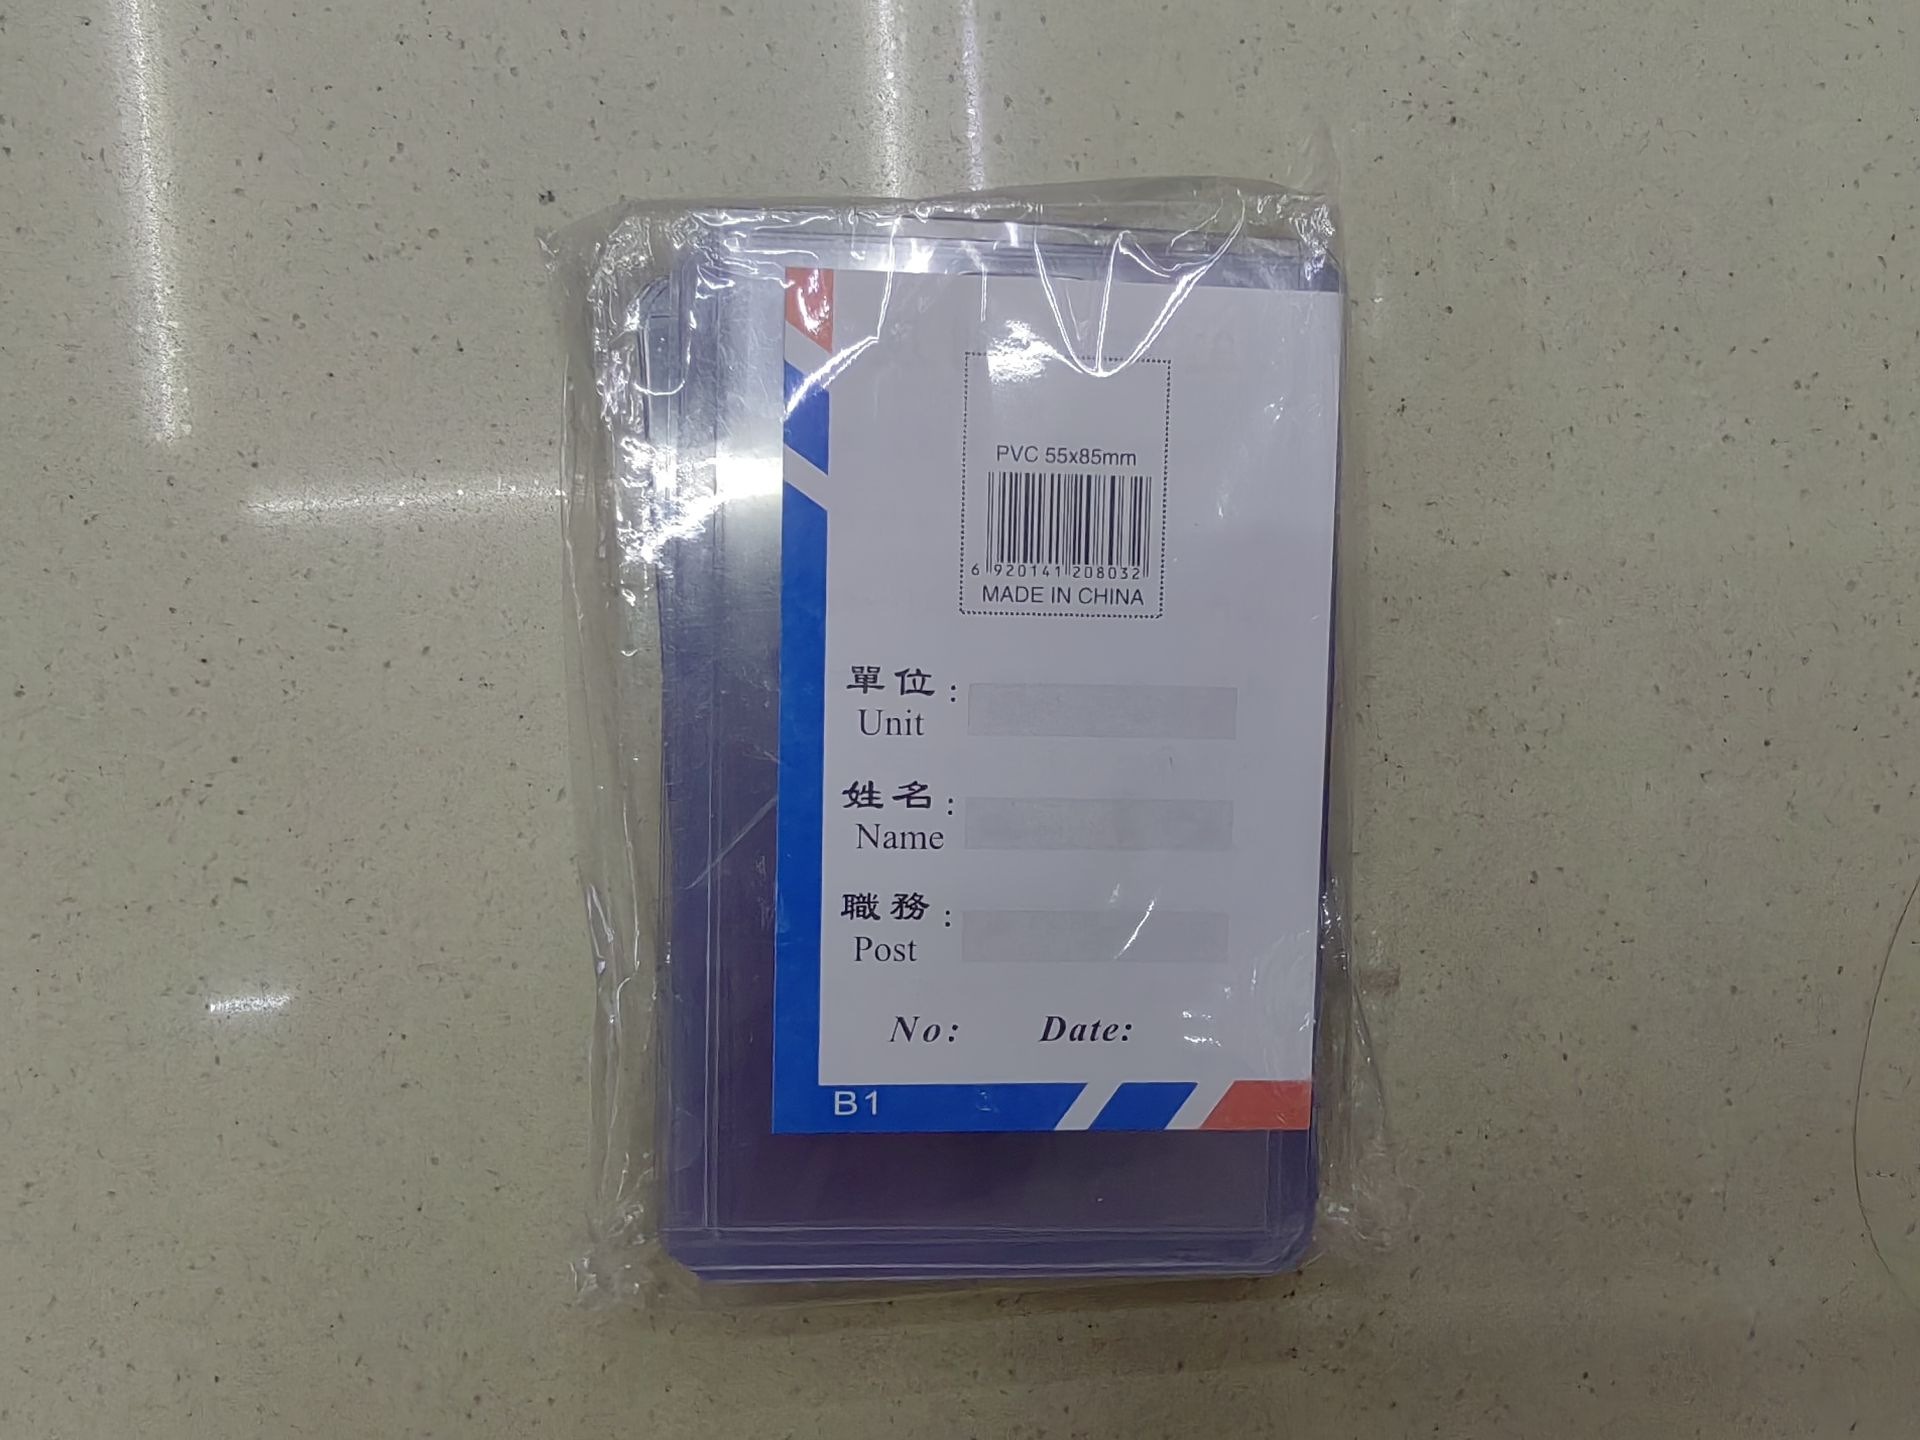 PVC 55x85mm
6 920141 208032
MADE IN CHINA
單位：
Unit
姓名：
Name
職務：
Post
No: Date:
B1